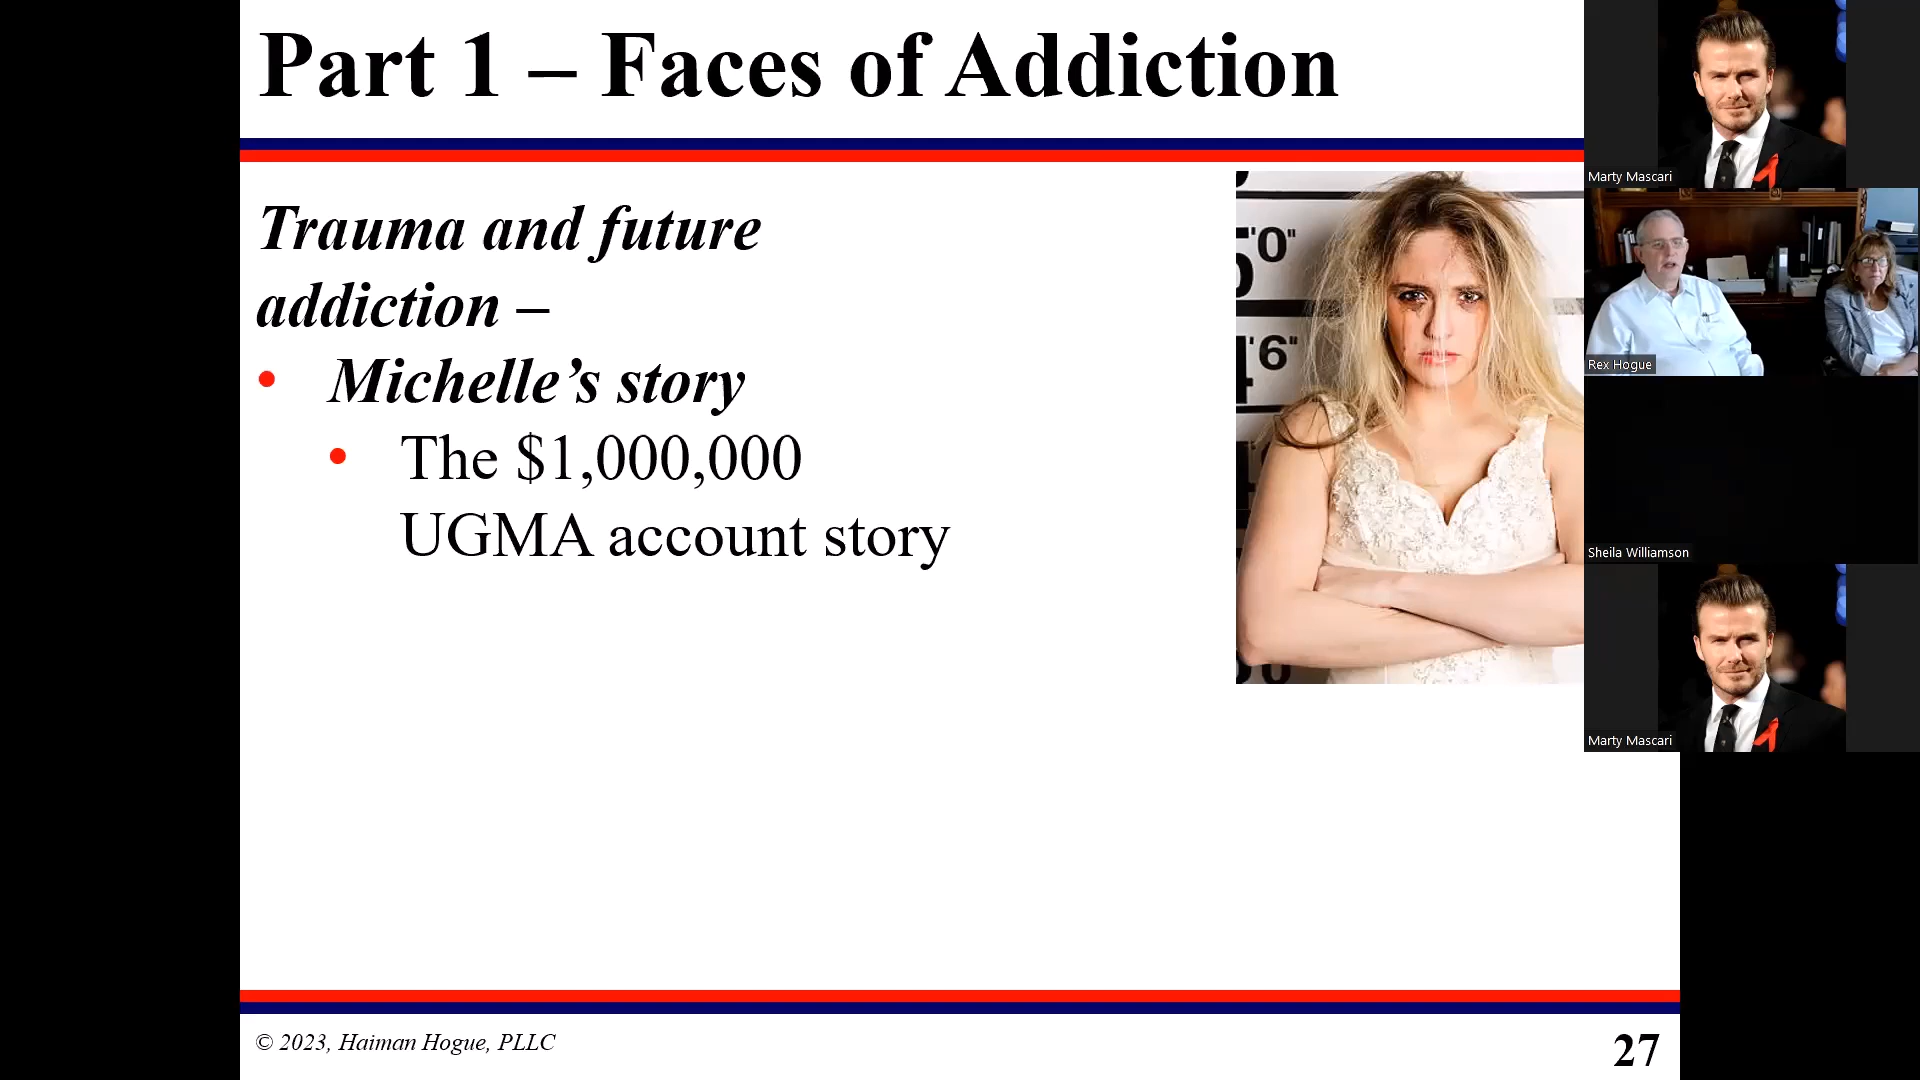 Part 1 – Faces of Addiction
Trauma and future
addiction –
• Michelle’s story
• The $1,000,000
UGMA account story
'0"
'6"
Marty Mascari
Rex Hogue
Sheila Williamson
Marty Mascari
© 2023, Haiman Hogue, PLLC
27